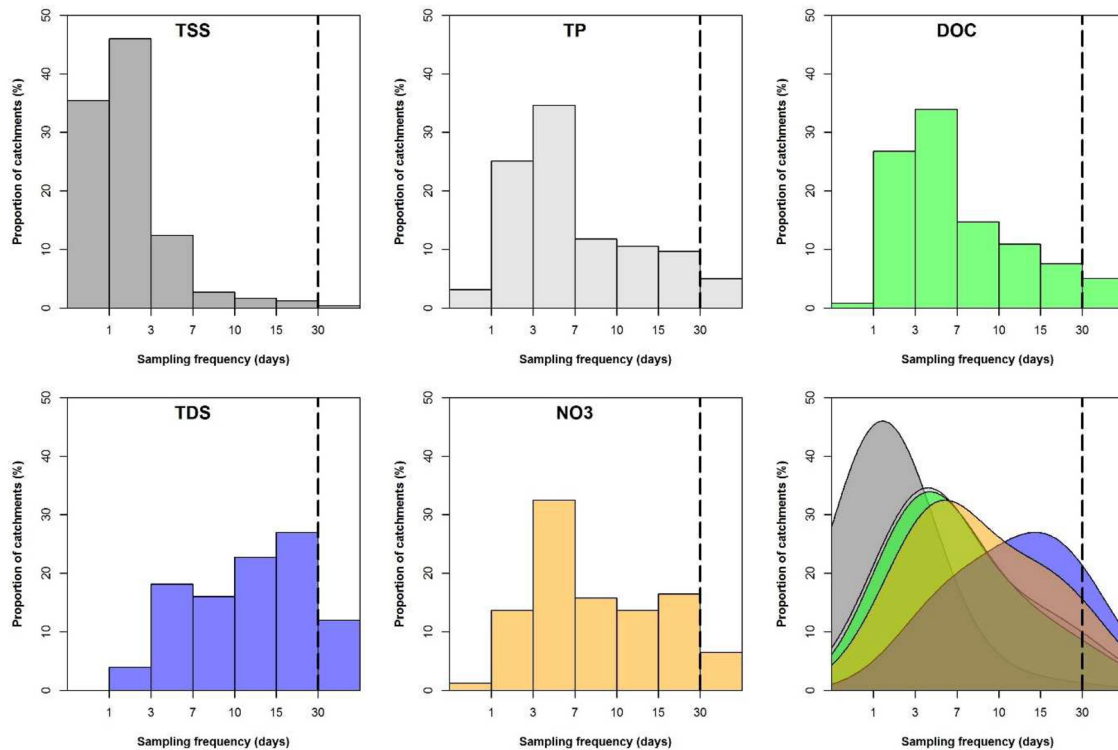 TSS
Proportion of catchments (%)
0 10 20 30 40 50
1 3 7 10 15 30
Sampling frequency (days)
TP
Proportion of catchments (%)
0 10 20 30 40 50
1 3 7 10 15 30
Sampling frequency (days)
DOC
Proportion of catchments (%)
0 10 20 30 40 50
1 3 7 10 15 30
Sampling frequency (days)
TDS
Proportion of catchments (%)
0 10 20 30 40 50
1 3 7 10 15 30
Sampling frequency (days)
NO3
Proportion of catchments (%)
0 10 20 30 40 50
1 3 7 10 15 30
Sampling frequency (days)
Proportion of catchments (%)
0 10 20 30 40 50
1 3 7 10 15 30
Sampling frequency (days)